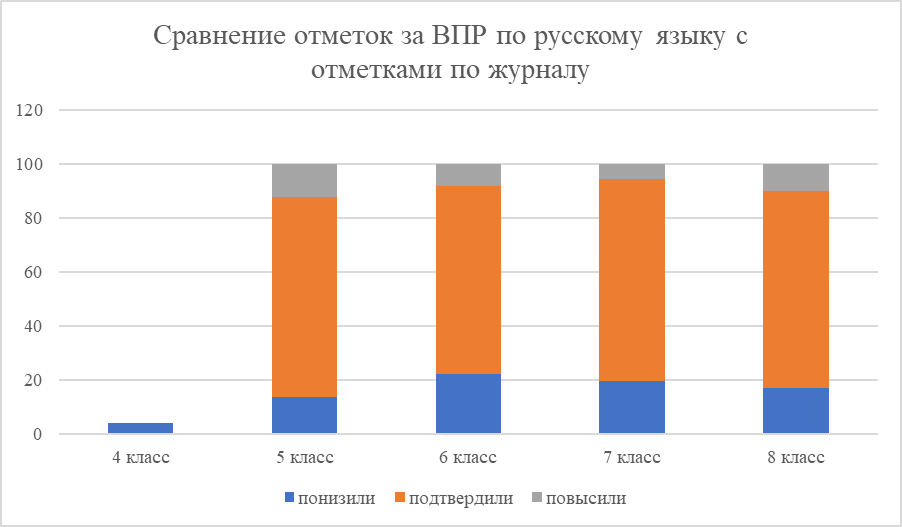 Сравнение отметок за ВПР по русскому языку с
отметками по журналу
120
100
80
60
40
20
0
4 класс 5 класс 6 класс 7 класс 8 класс
понизили подтвердили повысили